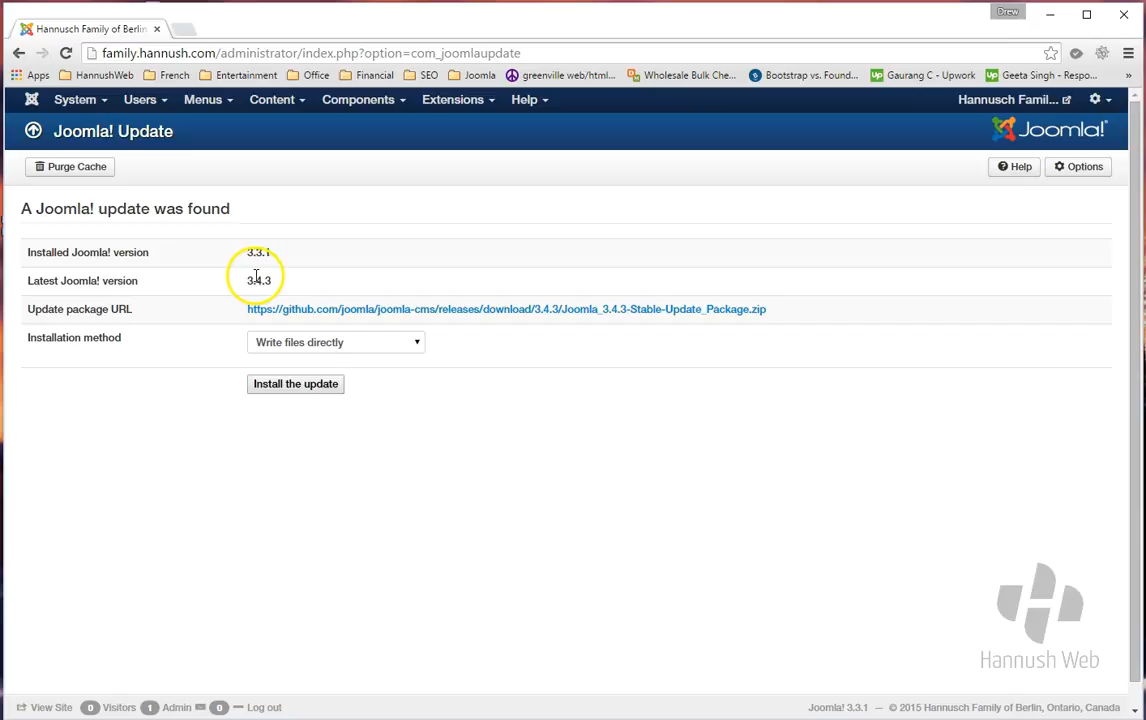 Drew
Hannusch Family of Berlin
family.hannush.com/administrator/index.php?option=com_joomlaupdate
Apps HannushWeb French Entertainment Office Financial SEO Joomla greenville web/html... Wholesale Bulk Che... Bootstrap vs. Found... Gaurang C - Upwork Geeta Singh - Respo... »
System Users Menus Content Components Extensions Help Hannusch Famil...
Joomla! Update Joomla!
Purge Cache Help Options
A Joomla! update was found
Installed Joomla! version 3.3.1
Latest Joomla! version 3.4.3
Update package URL https://github.com/joomla/joomla-cms/releases/download/3.4.3/Joomla_3.4.3-Stable-Update_Package.zip
Installation method Write files directly
Install the update
Hannush Web
View Site 0 Visitors 1 Admin 0 Log out Joomla! 3.3.1 — © 2015 Hannusch Family of Berlin, Ontario, Canada